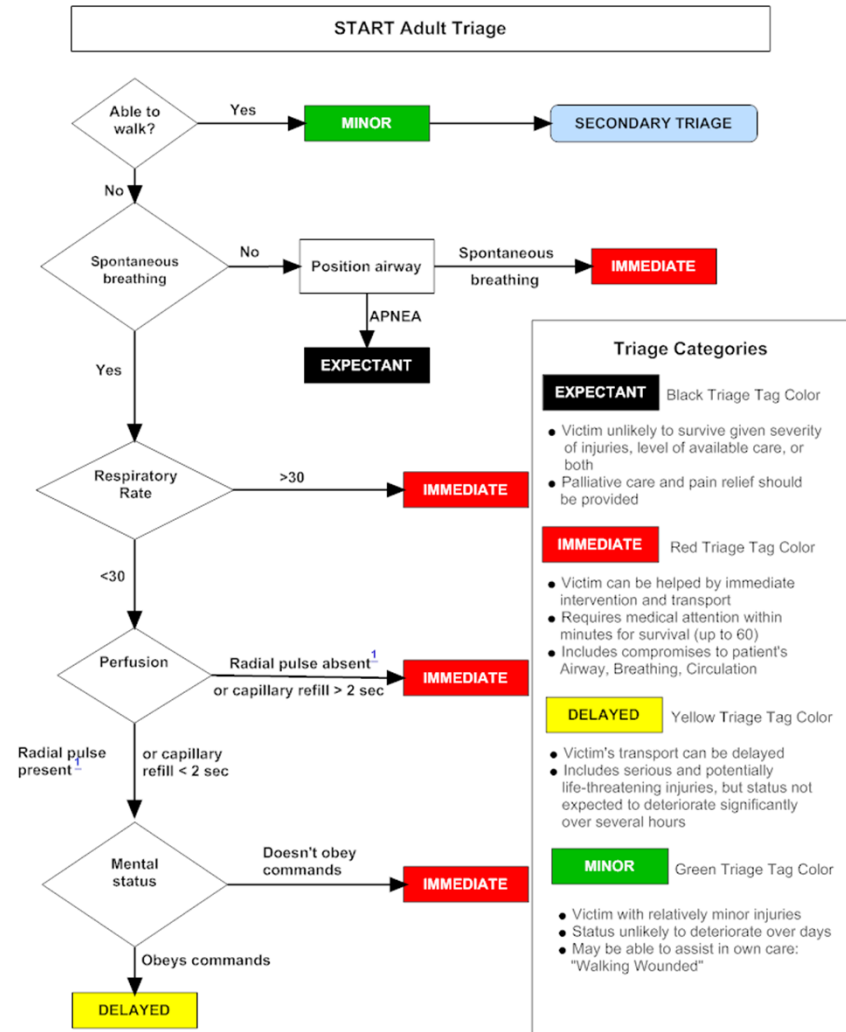 START Adult Triage
Able to
walk?
Yes
MINOR
SECONDARY TRIAGE
No
Spontaneous
breathing
No
Position airway
Spontaneous
breathing
IMMEDIATE
APNEA
EXPECTANT
Yes
Respiratory
Rate
>30
IMMEDIATE
<30
Perfusion
Radial pulse absent1
or capillary refill > 2 sec
IMMEDIATE
Radial pulse
present1
or capillary
refill < 2 sec
Mental
status
Doesn't obey
commands
IMMEDIATE
Obeys commands
DELAYED
Triage Categories
EXPECTANT Black Triage Tag Color
● Victim unlikely to survive given severity
of injuries, level of available care, or
both
● Palliative care and pain relief should
be provided
IMMEDIATE Red Triage Tag Color
● Victim can be helped by immediate
intervention and transport
● Requires medical attention within
minutes for survival (up to 60)
● Includes compromises to patient's
Airway, Breathing, Circulation
DELAYED Yellow Triage Tag Color
● Victim's transport can be delayed
● Includes serious and potentially
life-threatening injuries, but status not
expected to deteriorate significantly
over several hours
MINOR Green Triage Tag Color
● Victim with relatively minor injuries
● Status unlikely to deteriorate over days
● May be able to assist in own care:
"Walking Wounded"